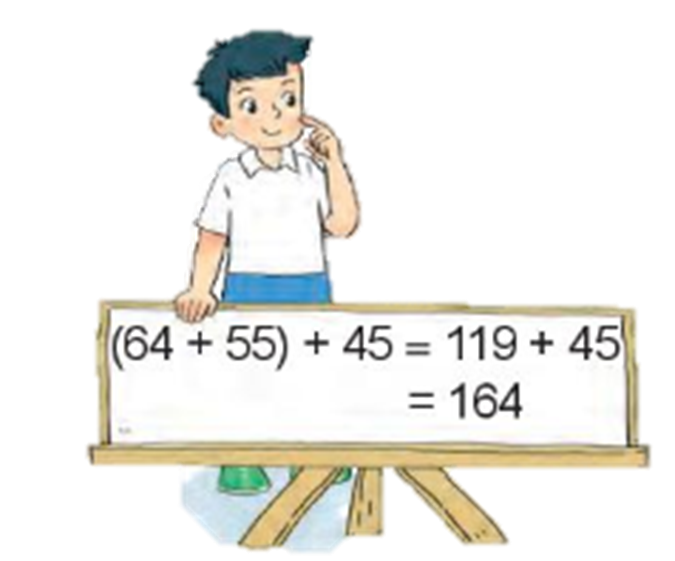 (64 + 55) + 45 = 119 + 45
= 164